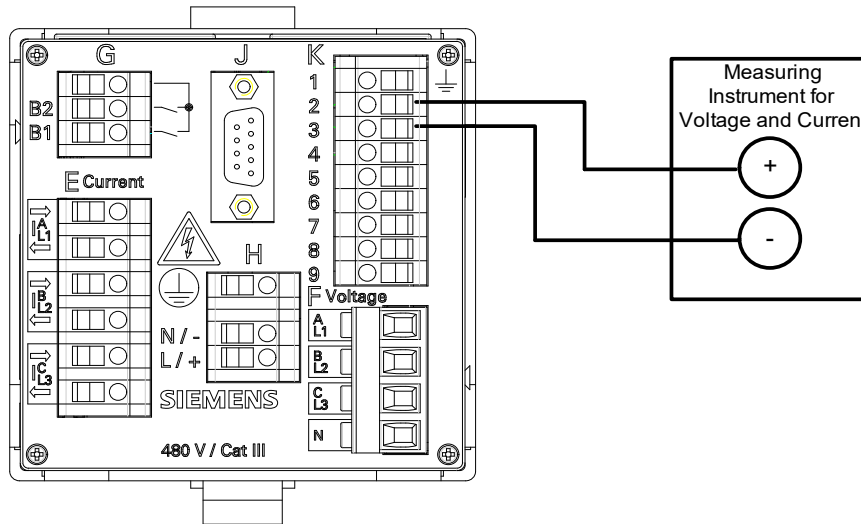 G
J
K
B2
B1
1
2
3
4
5
6
7
8
9
E Current
A
L1
B
L2
C
L3
H
N / -
L / +
SIEMENS
480 V / Cat III
F Voltage
A
L1
B
L2
C
L3
N
Measuring
Instrument for
Voltage and Curren
+
-